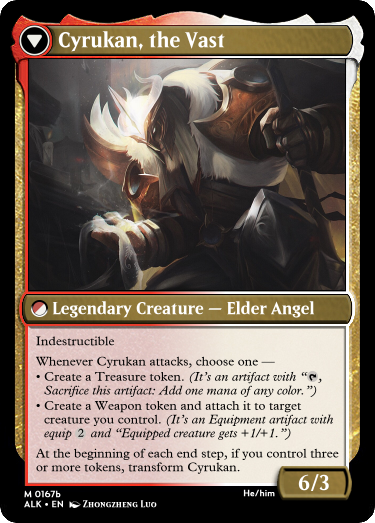 Cyrukan, the Vast
Legendary Creature — Elder Angel
Indestructible
Whenever Cyrukan attacks, choose one —
• Create a Treasure token. (It's an artifact with “, 
Sacrifice this artifact: Add one mana of any color.”)
• Create a Weapon token and attach it to target
creature you control. (It's an Equipment artifact with
equip 2 and “Equipped creature gets +1/+1.”)
At the beginning of each end step, if you control three
or more tokens, transform Cyrukan.
6/3
M 0167b
He/him
ALK • EN Zhongzheng Luo